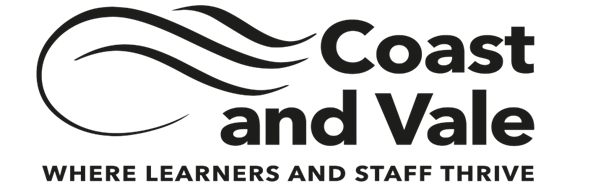 Coast
and Vale
WHERE LEARNERS AND STAFF THRIVE